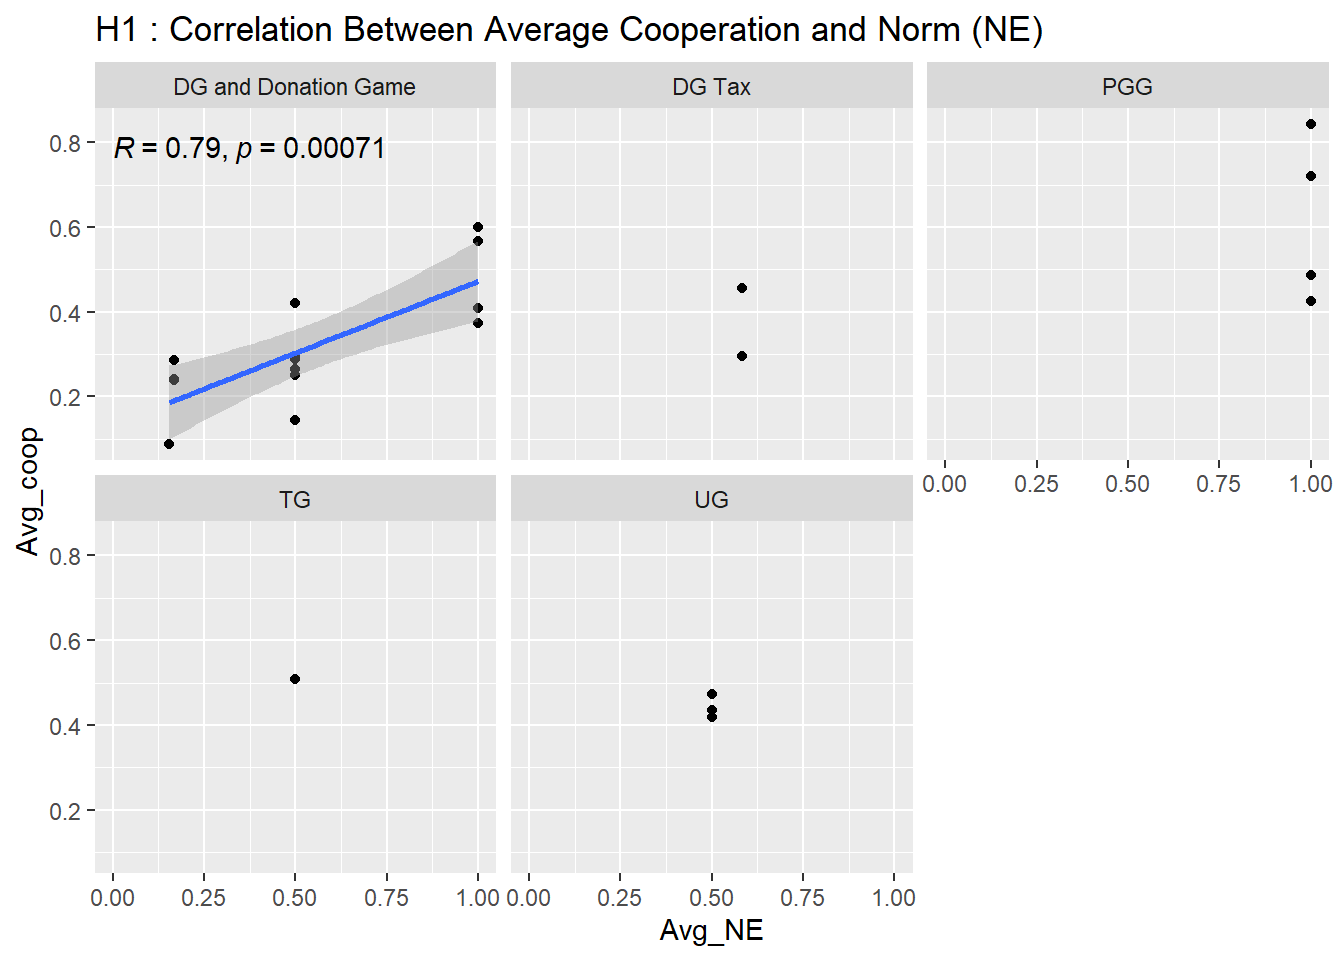 H1 : Correlation Between Average Cooperation and Norm (NE)
DG and Donation Game
DG Tax
PGG
R = 0.79, p = 0.00071
0.8
0.6
0.4
0.2
0.00 0.25 0.50 0.75 1.00
Avg_coop
TG
UG
0.8
0.6
0.4
0.2
0.00 0.25 0.50 0.75 1.00 0.00 0.25 0.50 0.75 1.00
Avg_NE